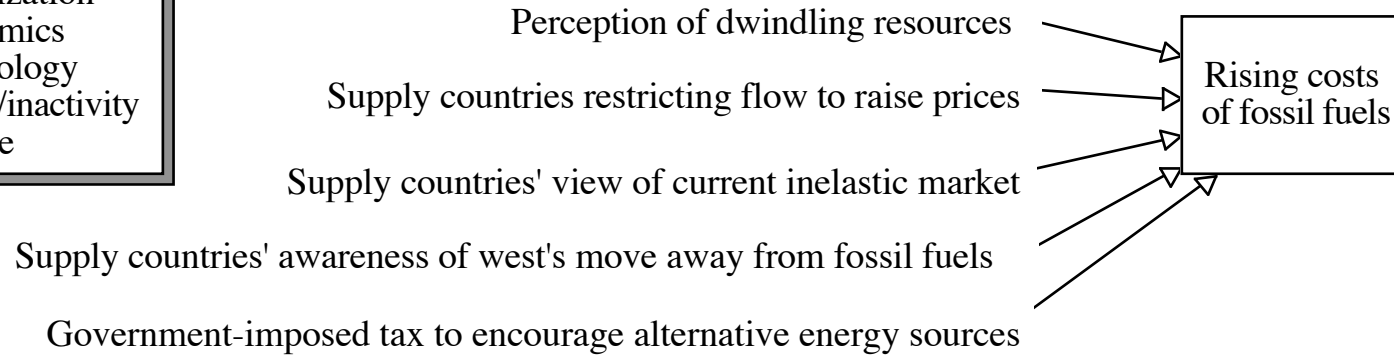 mics
ology
/inactivity
e
Perception of dwindling resources
Supply countries restricting flow to raise prices
Supply countries' view of current inelastic market
Supply countries' awareness of west's move away from fossil fuels
Government-imposed tax to encourage alternative energy sources
Rising costs
of fossil fuels